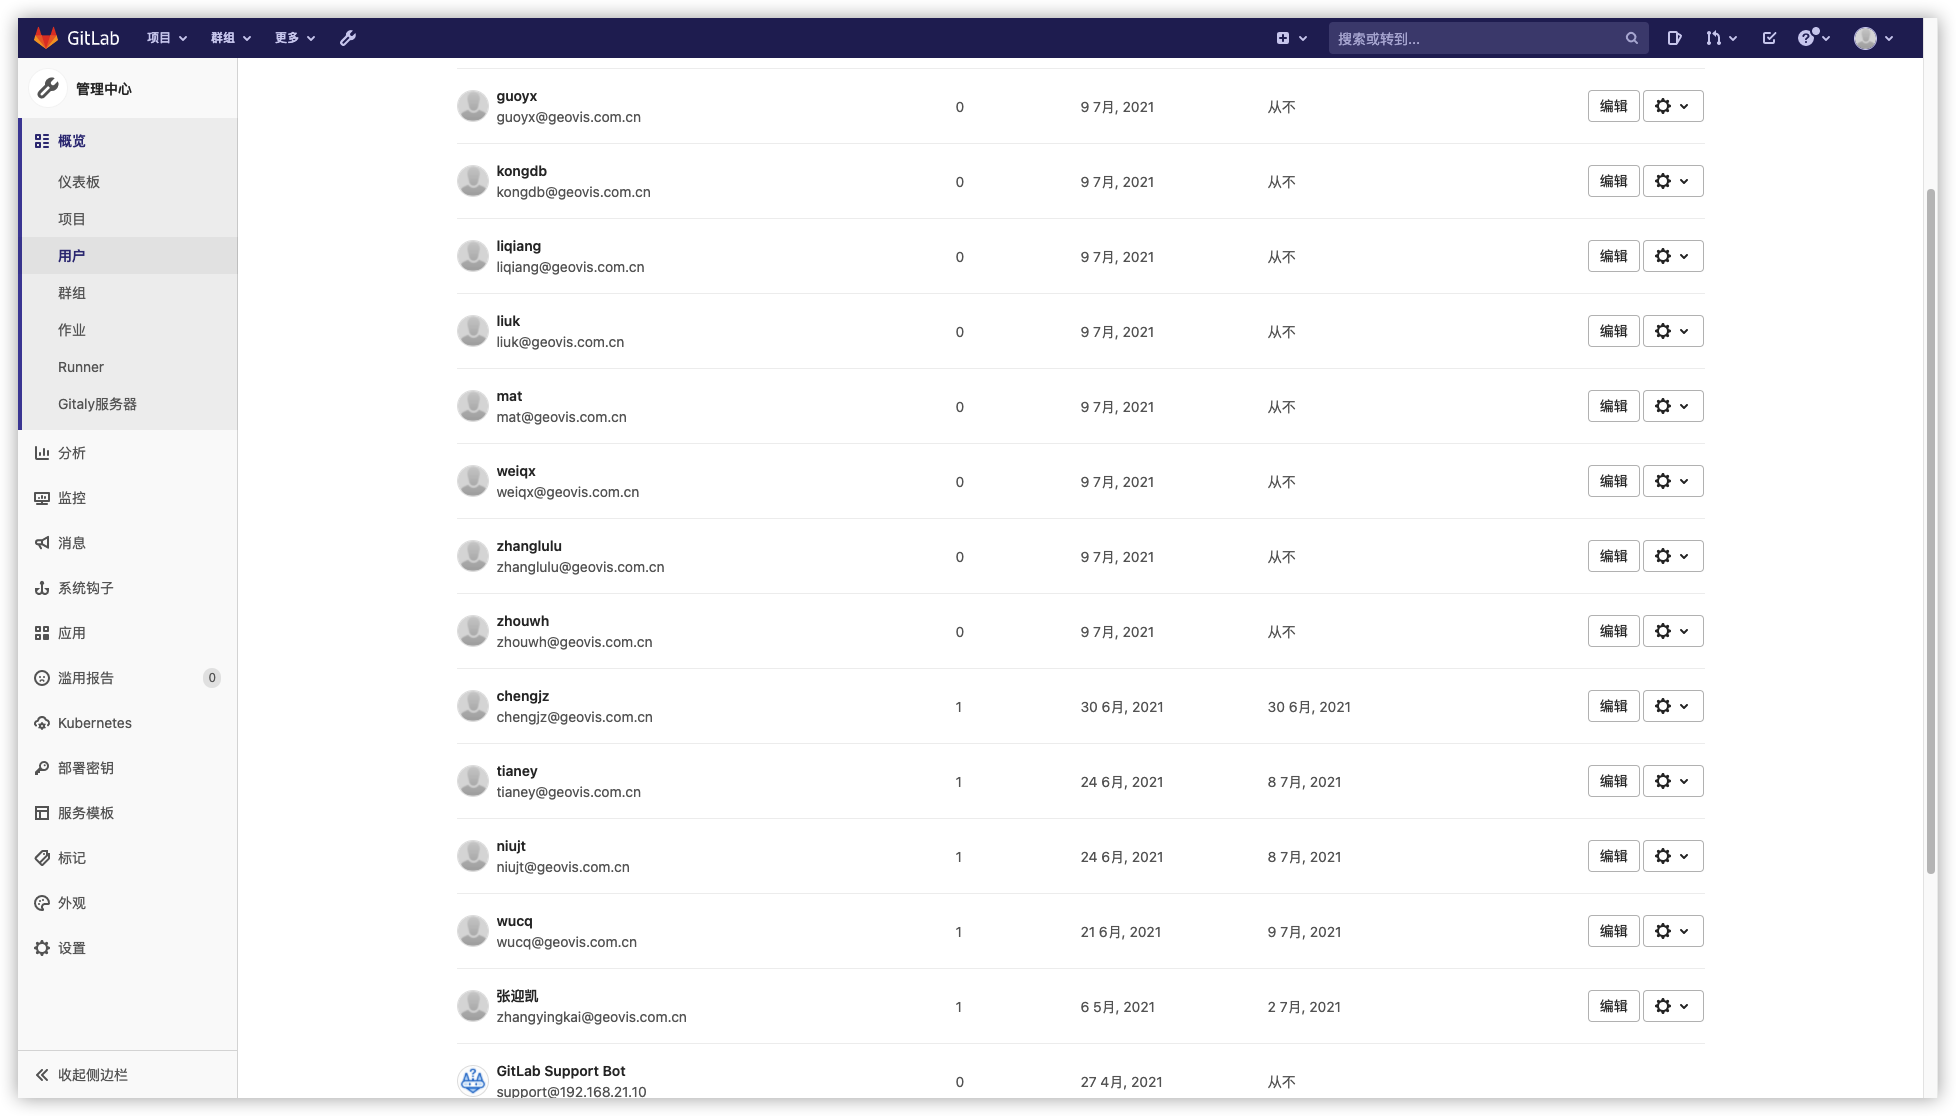 GitLab 项目 群组 更多 搜索或转到...
管理中心
概览
仪表板
项目
用户
群组
作业
Runner
Gitaly服务器
分析
监控
消息
系统钩子
应用
滥用报告 0
Kubernetes
部署密钥
服务模板
标记
外观
设置
收起侧边栏
guoyx
guoyx@geovis.com.cn
0 9 7月, 2021 从不 编辑
kongdb
kongdb@geovis.com.cn
0 9 7月, 2021 从不 编辑
liqiang
liqiang@geovis.com.cn
0 9 7月, 2021 从不 编辑
liuk
liuk@geovis.com.cn
0 9 7月, 2021 从不 编辑
mat
mat@geovis.com.cn
0 9 7月, 2021 从不 编辑
weiqx
weiqx@geovis.com.cn
0 9 7月, 2021 从不 编辑
zhanglulu
zhanglulu@geovis.com.cn
0 9 7月, 2021 从不 编辑
zhouwh
zhouwh@geovis.com.cn
0 9 7月, 2021 从不 编辑
chengjz
chengjz@geovis.com.cn
1 30 6月, 2021 30 6月, 2021 编辑
tianey
tianey@geovis.com.cn
1 24 6月, 2021 8 7月, 2021 编辑
niujt
niujt@geovis.com.cn
1 24 6月, 2021 8 7月, 2021 编辑
wucq
wucq@geovis.com.cn
1 21 6月, 2021 9 7月, 2021 编辑
张迎凯
zhangyingkai@geovis.com.cn
1 6 5月, 2021 2 7月, 2021 编辑
GitLab Support Bot
support@192.168.21.10
0 27 4月, 2021 从不